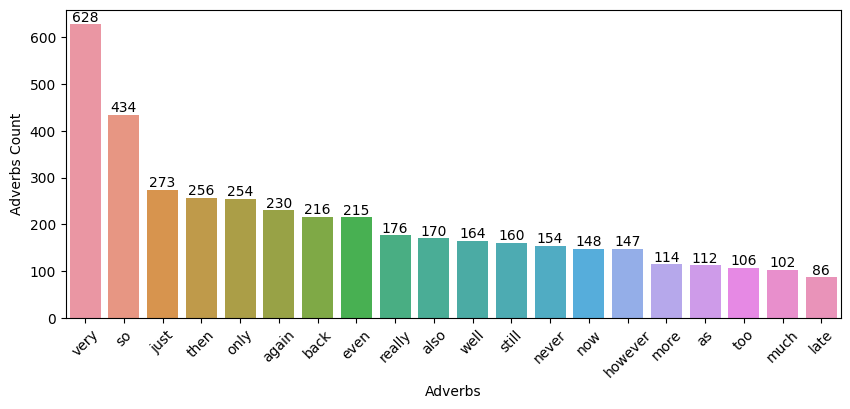 628
600
500
434
400
Adverbs Count
300
273
256
254
230
216
215
200
176
170
164
160
154
148
147
114
112
106
102
100
86
0
very
so
just
then
only
again
back
even
really
also
well
still
never
now
however
more
as
too
much
late
Adverbs